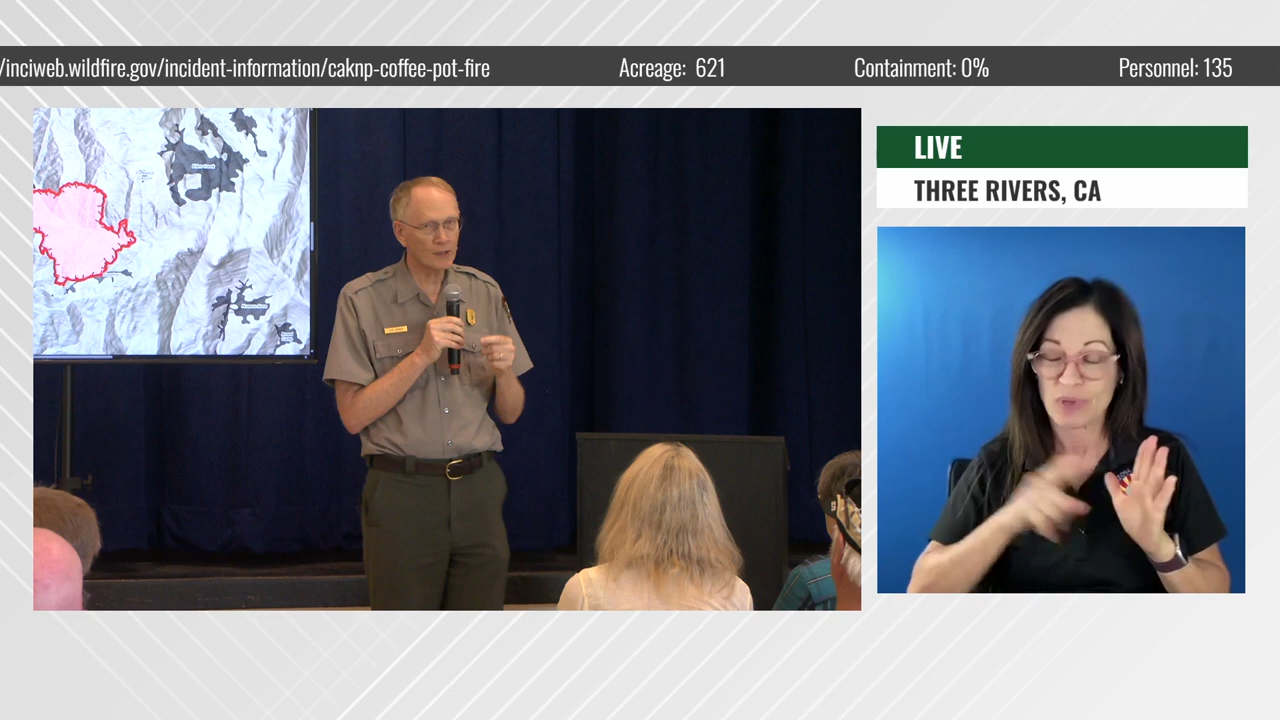 /inciweb.wildfire.gov/incident-information/caknp-coffee-pot-fire
Acreage: 621
Containment: 0%
Personnel: 135
LIVE
THREE RIVERS, CA